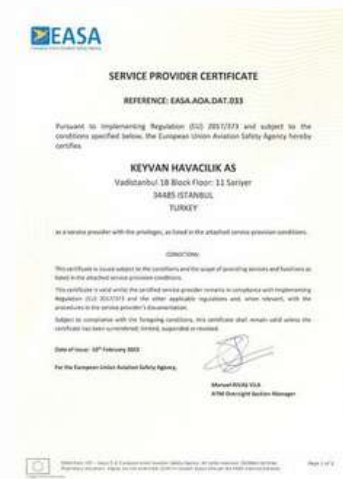 EASA
SERVICE PROVIDER CERTIFICATE
REFERENCE: EASA.AOA.DAT.033
Pursuant to Implementing Regulation (EU) 2017/373 and subject to the
conditions specified below, the European Union Aviation Safety Agency hereby
certifies
KEYVAN HAVACILIK AS
Vadistanbul 1B Block Floor: 11 Sariyer
34485 ISTANBUL
TURKEY
as a service provider with the privileges, as listed in the attached service provision conditions.
CONDITIONS:
This certificate is issued subject to the conditions and the scope of providing services and functions as
listed in the attached service provision conditions.
This certificate is valid whilst the certified service provider remains in compliance with Implementing
Regulation (EU) 2017/373 and the other applicable regulations and, when relevant, with the
procedures in the service provider's documentation.
Subject to compliance with the foregoing conditions, this certificate shall remain valid unless the
certificate has been surrendered, limited, suspended or revoked.
Date of issue: February
For the European Union Aviation Safety Agency,
Manuel RIVAS VILA
ATM Oversight Section Manager
Page 1 of